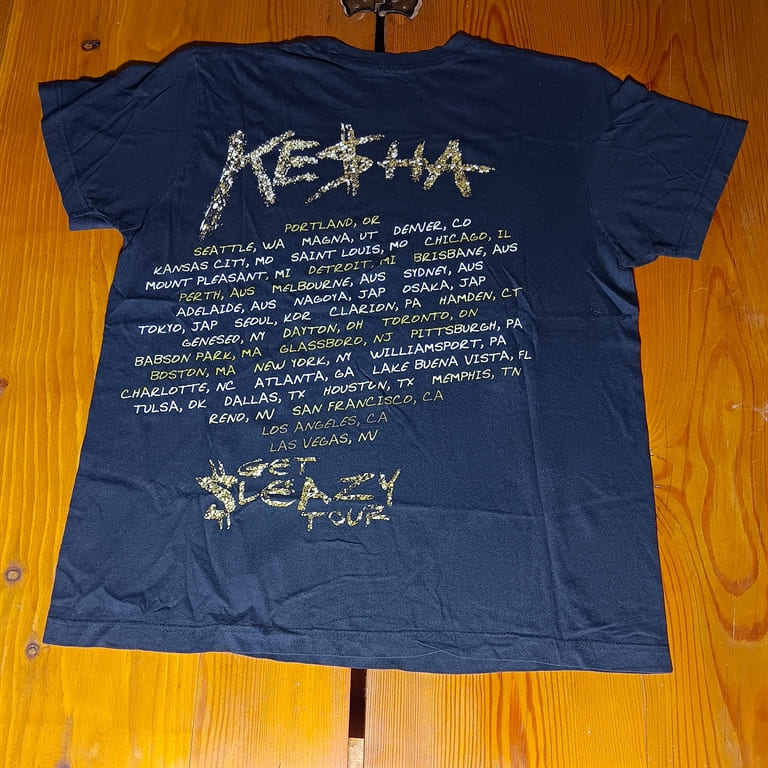 KE$HA
PORTLAND, OR
SEATTLE, WA MAGNA, UT DENVER, CO
KANSAS CITY, MO SAINT LOUIS, MO CHICAGO, IL
MOUNT PLEASANT, MI DETROIT, MI BRISBANE, AUS
PERTH, AUS MELBOURNE, AUS SYDNEY, AUS
ADELAIDE, AUS NAGOYA, JAP OSAKA, JAP
TOKYO, JAP SEOUL, KOR CLARION, PA HAMDEN, CT
GENESEO, NY DAYTON, OH TORONTO, ON
BABSON PARK, MA GLASSBORO, NJ PITTSBURGH, PA
BOSTON, MA NEW YORK, NY WILLIAMSPORT, PA
CHARLOTTE, NC ATLANTA, GA LAKE BUENA VISTA, FL
TULSA, OK DALLAS, TX HOUSTON, TX MEMPHIS, TN
RENO, NV SAN FRANCISCO, CA
LOS ANGELES, CA
LAS VEGAS, NV
GET
$LEAZY
TOUR